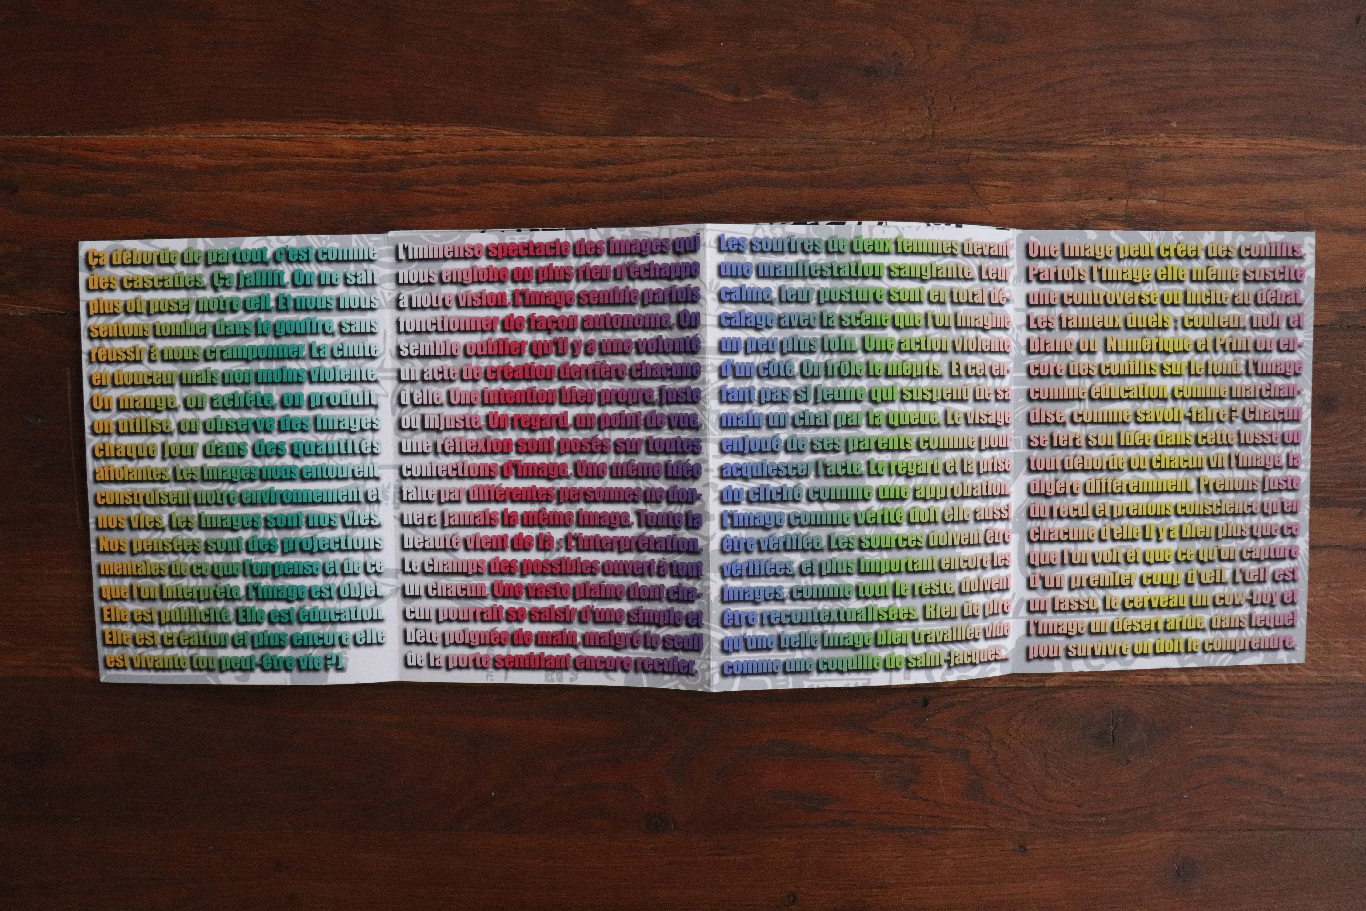 Ça déborde de partout, c'est comme
des cascades. Ça jaillit. On ne sait
plus où poser notre œil. Et nous nous
sentons tomber dans le gouffre, sans
réussir à nous cramponner. La chute
en douceur mais non moins violente.
On mange, on achète, on produit,
on utilise, on observe des images
chaque jour dans des quantités
affolantes. Les images nous entourent,
construisent notre environnement et
nos vies. les images sont nos vies.
Nos pensées sont des projections
mentales de ce que l'on pense et de ce
que l'on interprète. L'image est objet.
Elle est politique. Elle est éducation.
Elle est création et plus encore elle
est vivante (ou peut-être vie ?).
L'immense spectacle des images qui
nous englobe ou plus rien n'échappe
à notre vision. L'image semble parfois
fonctionner de façon autonome. On
semble oublier qu'il y a une volonté,
un acte de création derrière chacune
d'elle. Une intention bien propre, juste
ou injuste. Un regard, un point de vue,
une réflexion sont posés sur toutes
confections d'image. Une même idée
faite par différentes personnes ne don-
nera jamais la même image. Toute la
beauté vient de là : L'interprétation.
Le champs des possibles ouvert à tout
un chacun. Une vaste plaine dont cha-
cun pourrait se saisir d'une simple et
bête poignée de main, malgré le seuil
de la porte semblant encore reculer.
Les sourires de deux femmes devant
une manifestation sanglante. Leur
calme, leur posture sont en total dé-
calage avec la scène que l'on imagine
un peu plus loin. Une action violente
d'un côté. On frôle le mépris. Et cet en-
fant pas si jeune qui suspend de sa
main un chat par la queue. Le visage
enjoué de ses parents comme pour
acquiescer l'acte. Le regard et la prise
du cliché comme une approbation.
L'image comme vérité doit elle aussi
être vérifiée. Les sources doivent être
vérifiées, et plus important encore les
images, comme tout le reste doivent
être recontextualisées. Rien de pire
qu'une belle image bien travaillée vide
comme une coquille de saint-jacques.
Une image peut créer des conflits.
Parfois l'image elle même suscite
une controverse ou incite au débat.
Les fameux duels : couleur, noir et
blanc ou Numérique et Print ou en-
core des conflits sur le fond. l'image
comme éducation, comme marchan-
dise, comme savoir-faire? Chacun
se fera son idée dans cette fosse où
tout déborde où chacun vit l'image, la
digère différemment. Prenons juste
du recul et prenons conscience qu'en
Chacune d'elle il y a bien plus que ce
que l'on voit et que ce qu'on capture
d'un premier coup d'œil. L'œil est
un lasso, le cerveau un cow-boy et
l'image un désert aride dans lequel
pour survivre on doit le comprendre.